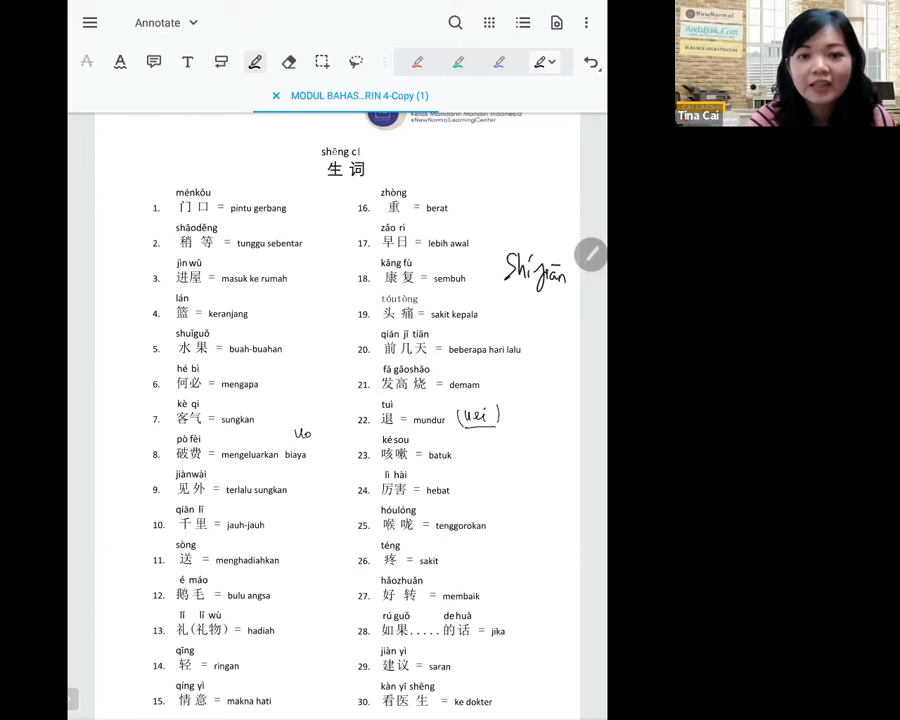 Annotate
MODUL BAHAS...RIN 4-Copy (1)
Kelas Mandarin Mandiri Indonesia
#NewNormalLearningCenter
shēng cí
生 词
ménkǒu
1. 门 口 = pintu gerbang
shāoděng
2. 稍 等 = tunggu sebentar
jìn wū
3. 进屋 = masuk ke rumah
lán
4. 篮 = keranjang
shuǐguǒ
5. 水 果 = buah-buahan
hé bì
6. 何必 = mengapa
kè qi
7. 客气 = sungkan
uo
pò fèi
8. 破费 = mengeluarkan biaya
jiànwài
9. 见 外 = terlalu sungkan
qiān lǐ
10. 千 里 = jauh-jauh
sòng
11. 送 = menghadiahkan
é máo
12. 鹅 毛 = bulu angsa
lǐ lǐ wù
13. 礼(礼物) = hadiah
qīng
14. 轻 = ringan
qíng yì
15. 情 意 = makna hati
zhòng
16. 重 = berat
zǎo rì
17. 早日 = lebih awal
kāng fù
18. 康 复 = sembuh
Shíjiān
tóutòng
19. 头 痛 = sakit kepala
qián jǐ tiān
20. 前 几 天 = beberapa hari lalu
fā gāoshāo
21. 发 高 烧 = demam
tuì
22. 退 = mundur (uei)
ké sou
23. 咳 嗽 = batuk
lì hài
24. 厉害 = hebat
hóulóng
25. 喉 咙 = tenggorokan
téng
26. 疼 = sakit
hǎozhuǎn
27. 好 转 = membaik
rú guǒ de huà
28. 如 果.....的 话 = jika
jiàn yì
29. 建 议 = saran
kàn yī shēng
30. 看 医 生 = ke dokter
NewNormal
AndaBaik.Com
Tina Cai